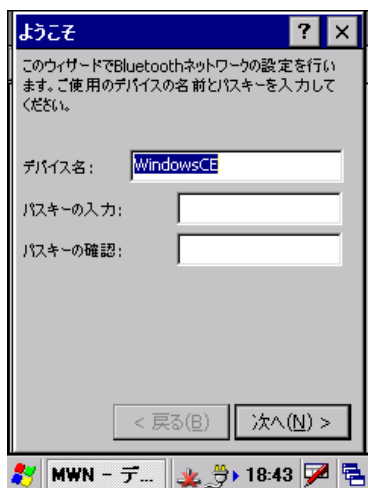 ようこそ
? ×
このウィザードでBluetoothネットワークの設定を行い
ます。ご使用のデバイスの名前とパスキーを入力して
ください。
デバイス名: WindowsCE
パスキーの入力:
パスキーの確認:
< 戻る(B) 次へ(N) >
MWN - デ... 18:43